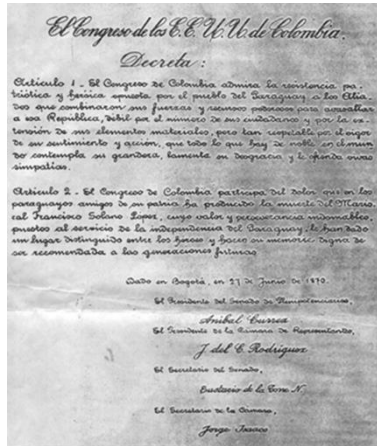 El Congreso de los E.E. U.U. de Colombia.
Decreta :
Artículo 1 - El Congreso de Colombia admira la resistencia pa-
triótica y heroica opuesta por el pueblo del Paraguay a los Alia-
dos que combinaron sus fuerzas y recursos poderosos para avasallar
a esa República, débil por el número de sus ciudadanos y por la ex-
tensión de sus elementos materiales, pero tan respetable por el vigor
de su sentimiento y acción, que todo lo que hay de noble en el mun
do contempla su grandeza, lamenta su desgracia y le ofrenda vivas
simpatías.
Artículo 2 - El Congreso de Colombia participa del dolor que en los
paraguayos amigos de su patria ha producido la muerte del Maris-
cal Francisco Solano Lopez, cuyo valor y perseverancia indomables,
puestos al servicio de la independencia del Paraguay, le han dado
un lugar distinguido entre los héroes y hacen su memoria digna de
ser recomendada a las generaciones futuras
Dado en Bogotá, en 27 de Junio de 1870.
El Presidente del Senado de Plenipotenciarios,
Anibal Correa
El Presidente de la Cámara de Representantes,
J. del C. Rodriguez
El Secretario del Senado,
Eustacio de la Torre N.
El Secretario de la Cámara,
Jorge Isaacs